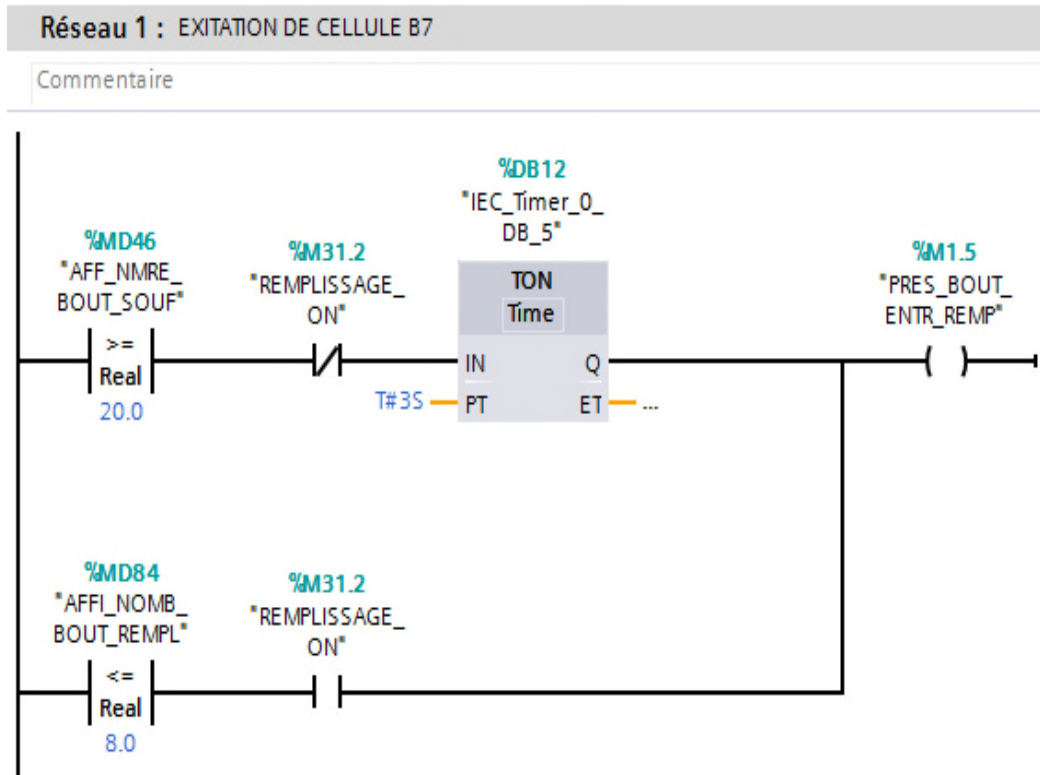 Réseau 1 : EXITATION DE CELLULE B7
Commentaire
%DB12
"IEC_Timer_0_
DB_5"
%MD46
"AFF_NMRE_
BOUT_SOUF"
>=
Real
20.0
%M31.2
"REMPLISSAGE_
ON"
TON
Time
IN Q
T#3S PT ET ...
%M1.5
"PRES_BOUT_
ENTR_REMP"
%MD84
"AFFI_NOMB_
BOUT_REMPL"
<=
Real
8.0
%M31.2
"REMPLISSAGE_
ON"